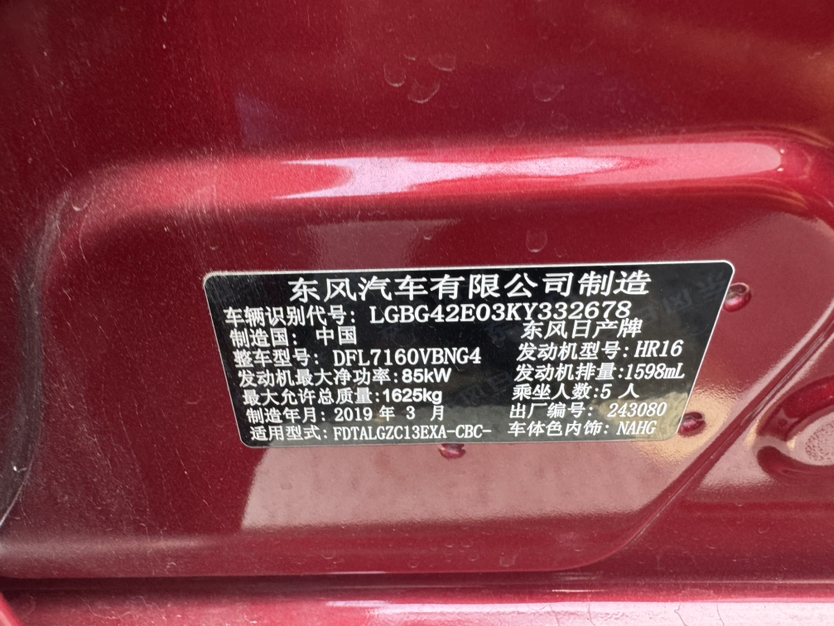 东风汽车有限公司制造
车辆识别代号: LGBG42E03KY332678
制造国: 中国 东风日产牌
整车型号: DFL7160VBNG4 发动机型号:HR16
发动机最大净功率:85kW 发动机排量:1598mL
最大允许总质量:1625kg 乘坐人数:5 人
制造年月:2019 年 3 月 出厂编号: 243080
适用型式:FDTALGZC13EXA-CBC- 车体色内饰:NAHG